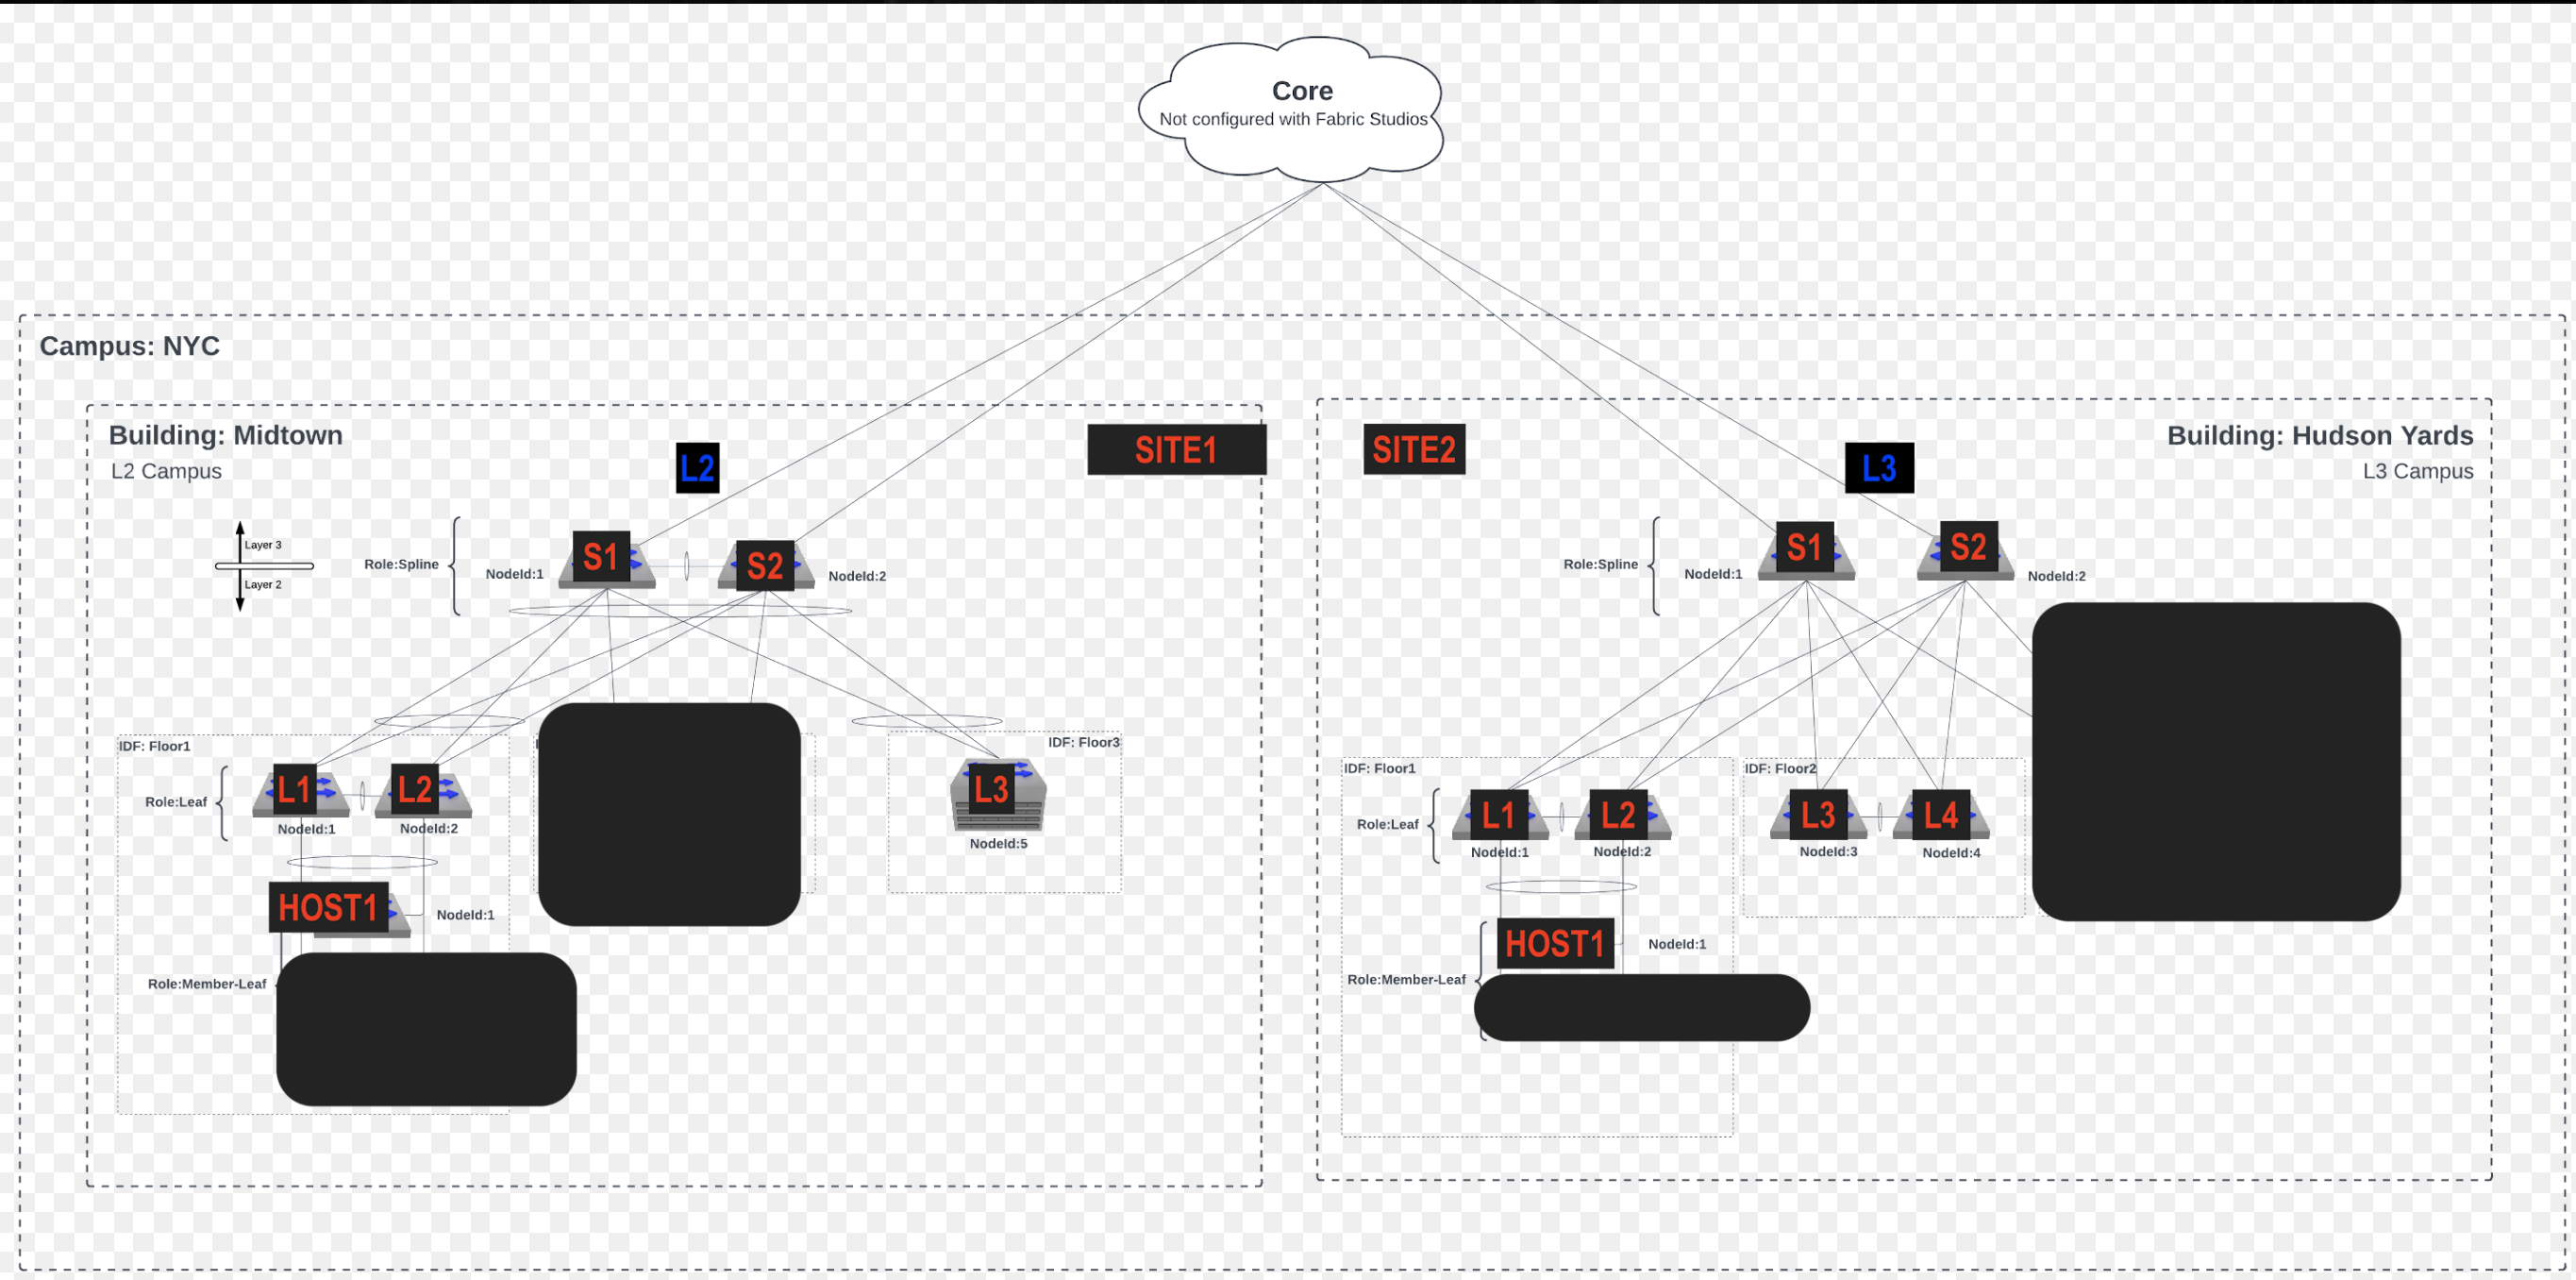 Core
Not configured with Fabric Studios
Campus: NYC
Building: Midtown
L2 Campus
L2
SITE1
SITE2
L3
Building: Hudson Yards
L3 Campus
Layer 3
Layer 2
Role:Spline
NodeId:1
S1
S2
NodeId:2
Role:Spline
NodeId:1
S1
S2
NodeId:2
IDF: Floor1
Role:Leaf
L1
L2
NodeId:1
NodeId:2
HOST1
NodeId:1
Role:Member-Leaf
IDF: Floor3
L3
NodeId:5
IDF: Floor1
Role:Leaf
L1
L2
NodeId:1
NodeId:2
HOST1
NodeId:1
Role:Member-Leaf
IDF: Floor2
L3
L4
NodeId:3
NodeId:4